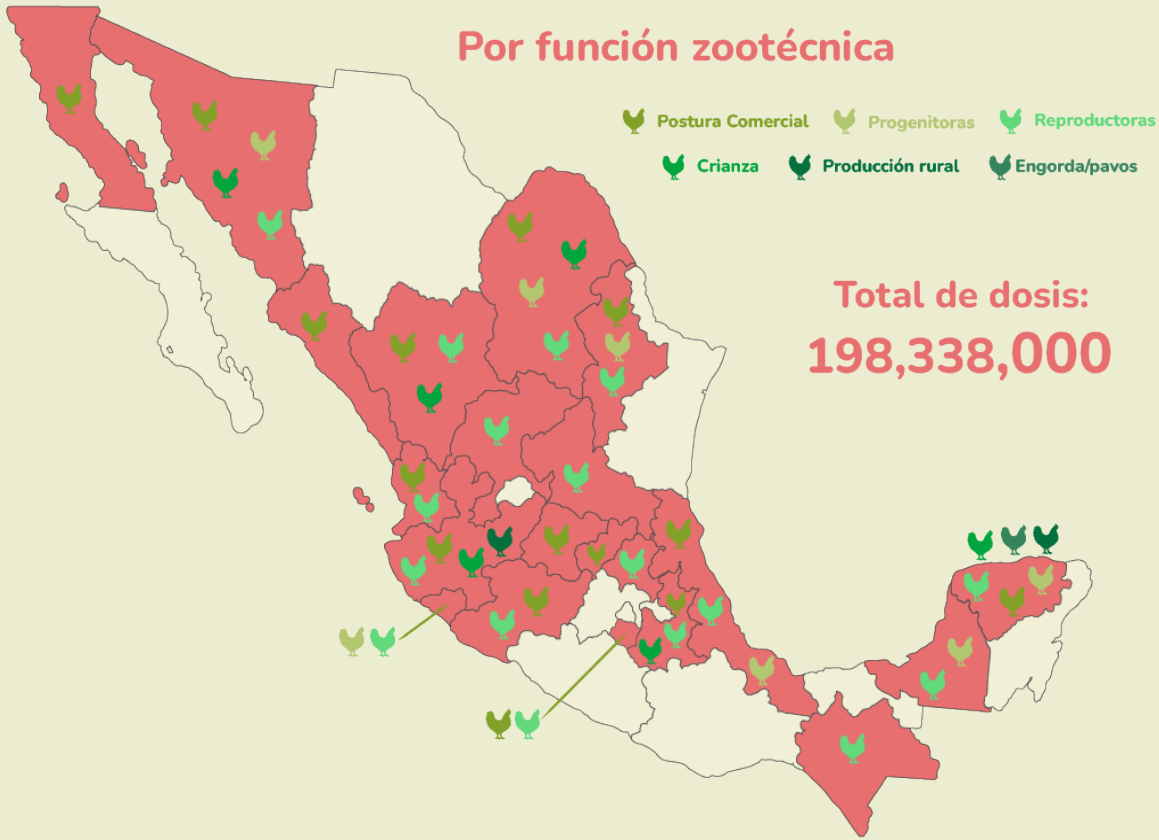 Por función zootécnica
Postura Comercial Progenitoras Reproductoras
Crianza Producción rural Engorda/pavos
Total de dosis:
198,338,000